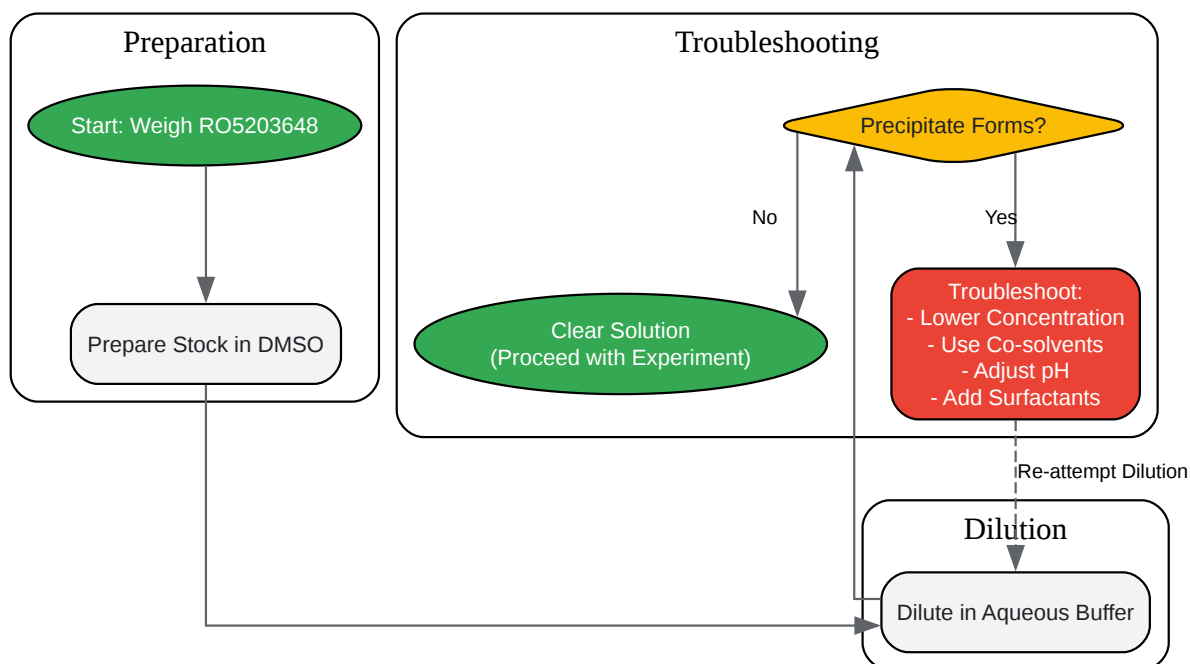 Preparation
Start: Weigh RO5203648
Prepare Stock in DMSO
Troubleshooting
Precipitate Forms?
No
Yes
Clear Solution
(Proceed with Experiment)
Troubleshoot:
- Lower Concentration
- Use Co-solvents
- Adjust pH
- Add Surfactants
Re-attempt Dilution
Dilution
Dilute in Aqueous Buffer